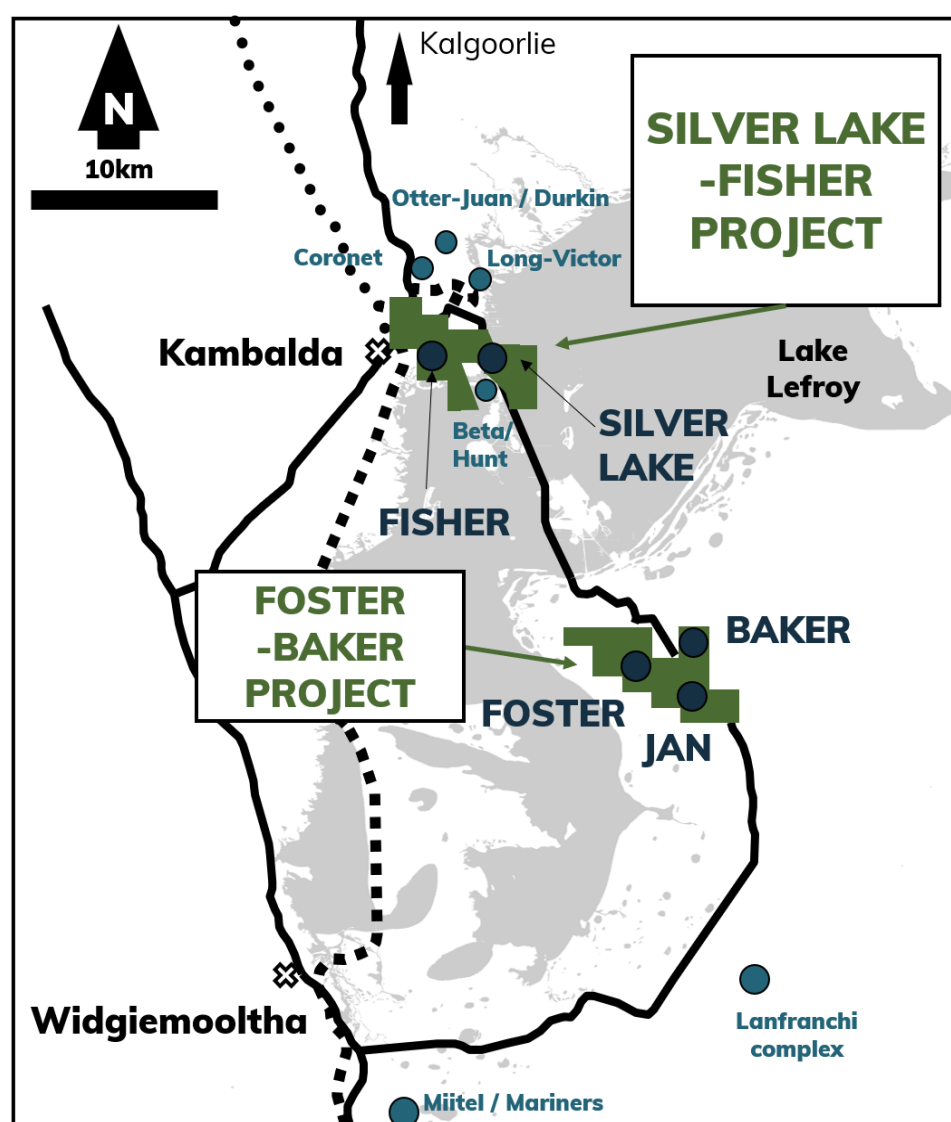 Kalgoorlie
N
10km
SILVER LAKE
-FISHER
PROJECT
Otter-Juan / Durkin
Coronet
Long-Victor
Kambalda
Lake
Lefroy
SILVER
LAKE
Beta/
Hunt
FISHER
FOSTER
-BAKER
PROJECT
BAKER
FOSTER
JAN
Widgiemooltha
Lanfranchi
complex
Miitel / Mariners